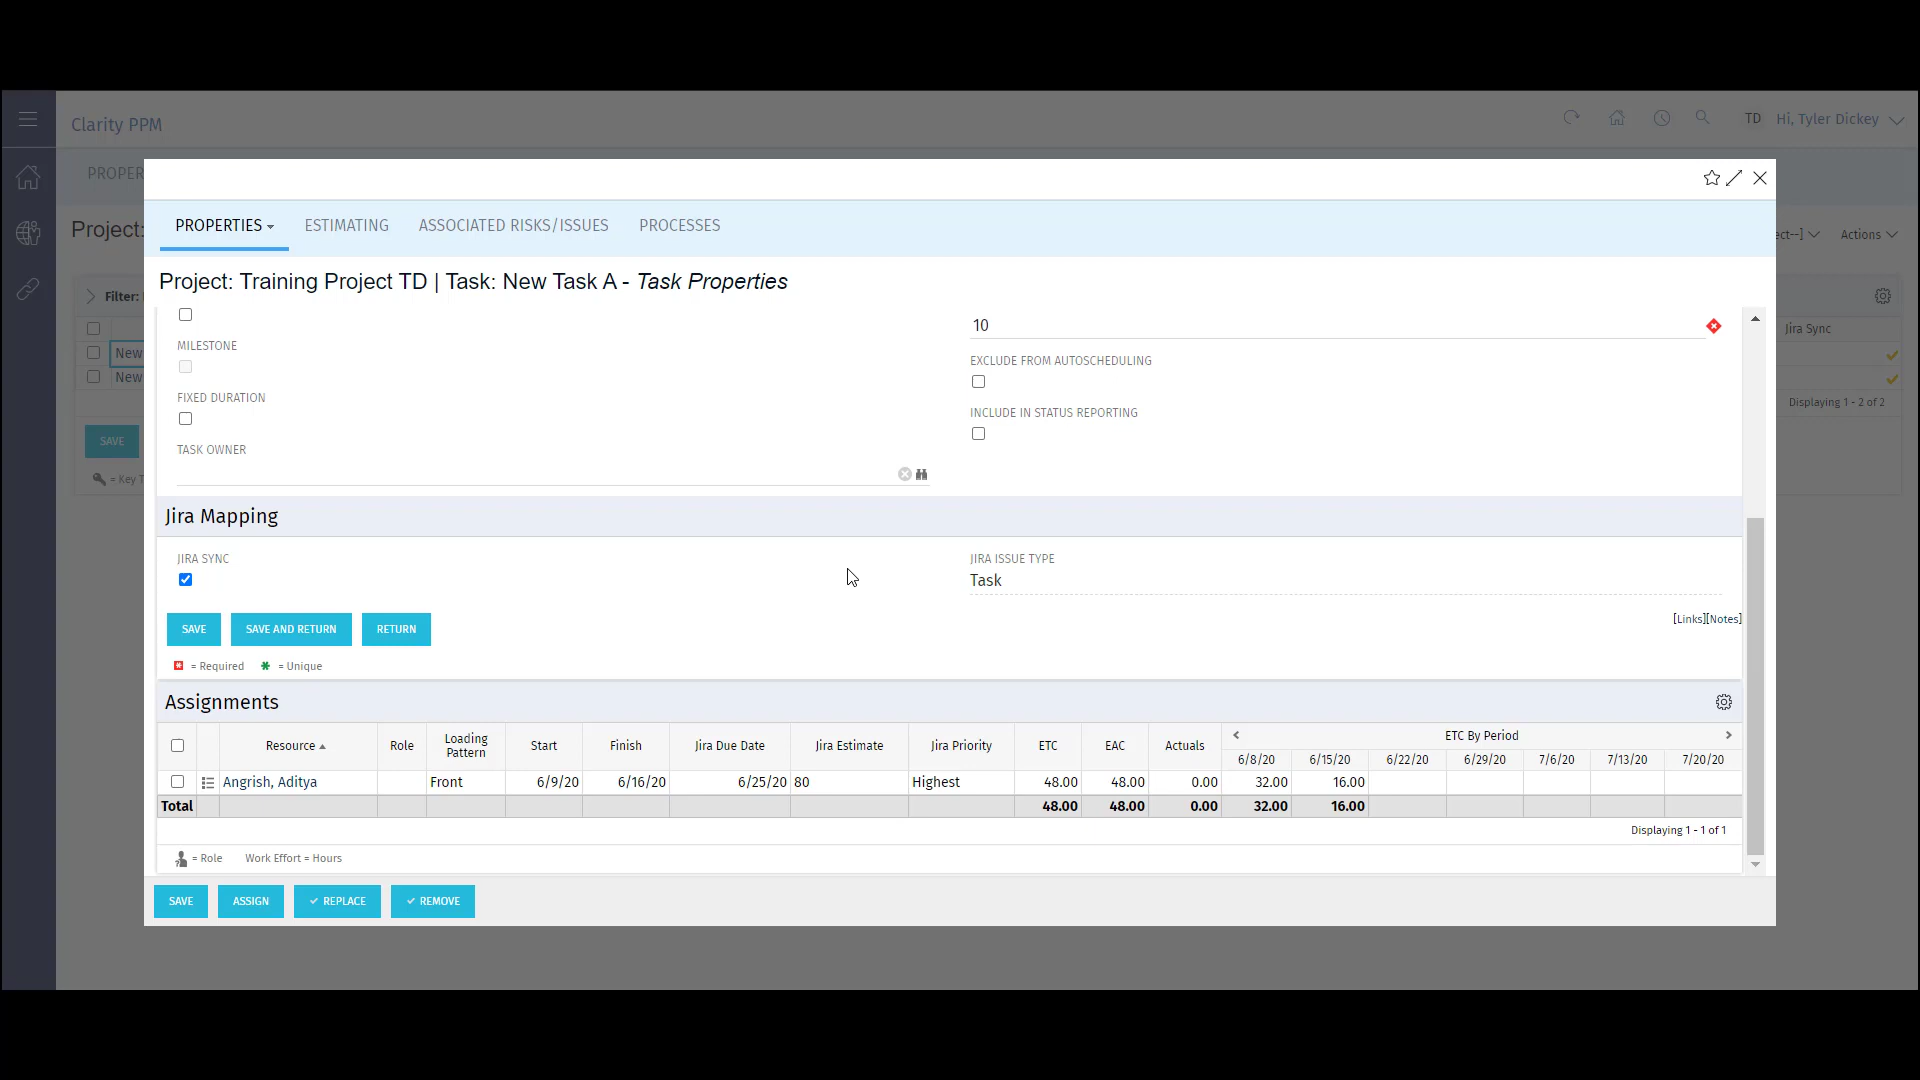 Clarity PPM
TD Hi, Tyler Dickey
PROPER
Project:
ect--] Actions
Filter:
Jira Sync
New
New
Displaying 1 - 2 of 2
SAVE
= Key T
PROPERTIES ESTIMATING ASSOCIATED RISKS/ISSUES PROCESSES
Project: Training Project TD | Task: New Task A - Task Properties
10
MILESTONE
EXCLUDE FROM AUTOSCHEDULING
FIXED DURATION
INCLUDE IN STATUS REPORTING
TASK OWNER
Jira Mapping
JIRA SYNC JIRA ISSUE TYPE
Task
[Links][Notes]
SAVE SAVE AND RETURN RETURN
= Required = Unique
Assignments
Resource Role Loading Pattern Start Finish Jira Due Date Jira Estimate Jira Priority ETC EAC Actuals ETC By Period
6/8/20 6/15/20 6/22/20 6/29/20 7/6/20 7/13/20 7/20/20
Angrish, Aditya Front 6/9/20 6/16/20 6/25/20 80 Highest 48.00 48.00 0.00 32.00 16.00
Total 48.00 48.00 0.00 32.00 16.00
Displaying 1 - 1 of 1
= Role Work Effort = Hours
SAVE ASSIGN REPLACE REMOVE